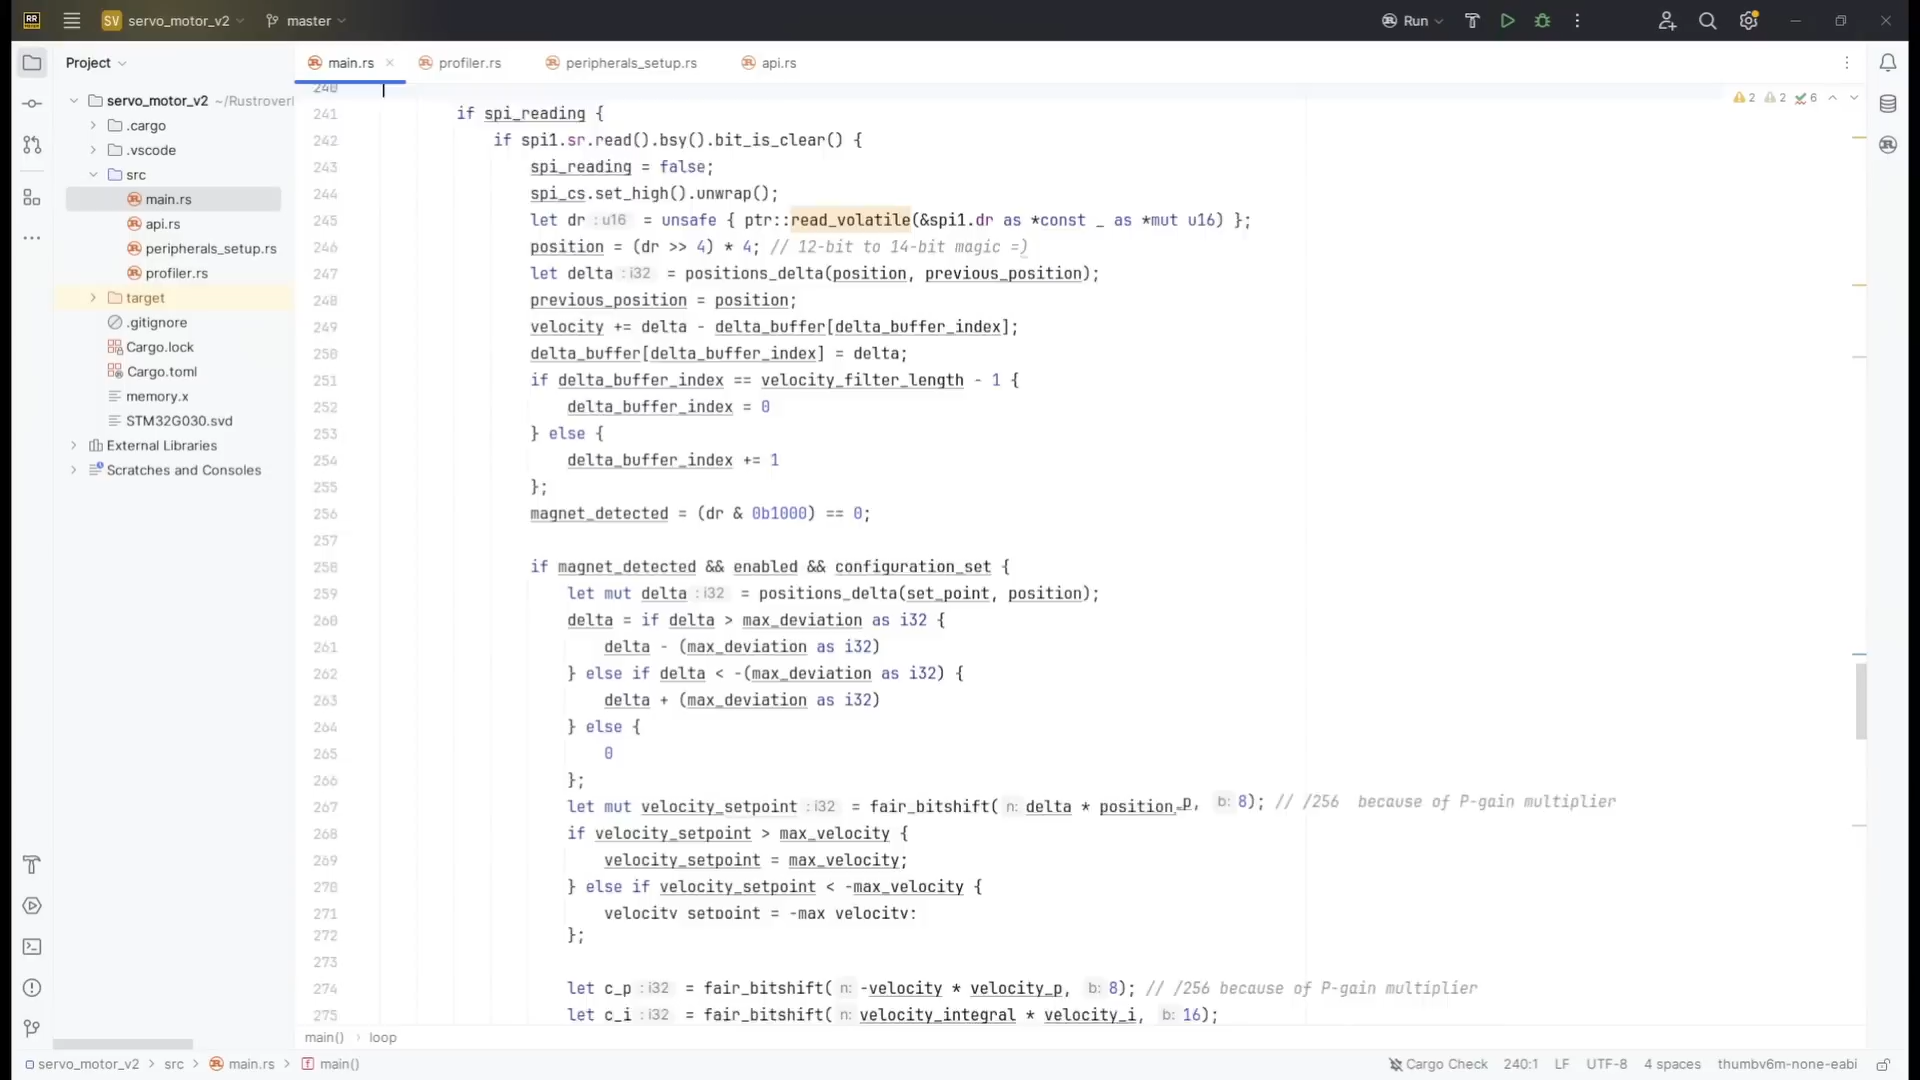 RR
SV servo_motor_v2 master Run
Project
main.rs profiler.rs peripherals_setup.rs api.rs
servo_motor_v2 ~/Rustroverl
.cargo
.vscode
src
main.rs
api.rs
peripherals_setup.rs
profiler.rs
target
.gitignore
Cargo.lock
Cargo.toml
memory.x
STM32G030.svd
External Libraries
Scratches and Consoles
2 2 6
240
241 if spi_reading {
242 if spi1.sr.read().bsy().bit_is_clear() {
243 spi_reading = false;
244 spi_cs.set_high().unwrap();
245 let dr : u16 = unsafe { ptr::read_volatile(&spi1.dr as *const _ as *mut u16) };
246 position = (dr >> 4) * 4; // 12-bit to 14-bit magic =)
247 let delta : i32 = positions_delta(position, previous_position);
248 previous_position = position;
249 velocity += delta - delta_buffer[delta_buffer_index];
250 delta_buffer[delta_buffer_index] = delta;
251 if delta_buffer_index == velocity_filter_length - 1 {
252 delta_buffer_index = 0
253 } else {
254 delta_buffer_index += 1
255 };
256 magnet_detected = (dr & 0b1000) == 0;
257
258 if magnet_detected && enabled && configuration_set {
259 let mut delta : i32 = positions_delta(set_point, position);
260 delta = if delta > max_deviation as i32 {
261 delta - (max_deviation as i32)
262 } else if delta < -(max_deviation as i32) {
263 delta + (max_deviation as i32)
264 } else {
265 0
266 };
267 let mut velocity_setpoint : i32 = fair_bitshift( n: delta * position_p, b: 8); // /256 because of P-gain multiplier
268 if velocity_setpoint > max_velocity {
269 velocity_setpoint = max_velocity;
270 } else if velocity_setpoint < -max_velocity {
271 velocity_setpoint = -max_velocity;
272 };
273
274 let c_p : i32 = fair_bitshift( n: -velocity * velocity_p, b: 8); // /256 because of P-gain multiplier
275 let c_i : i32 = fair_bitshift( n: velocity_integral * velocity_i, b: 16);
main() › loop
servo_motor_v2 › src › main.rs › main() Cargo Check 240:1 LF UTF-8 4 spaces thumbv6m-none-eabi